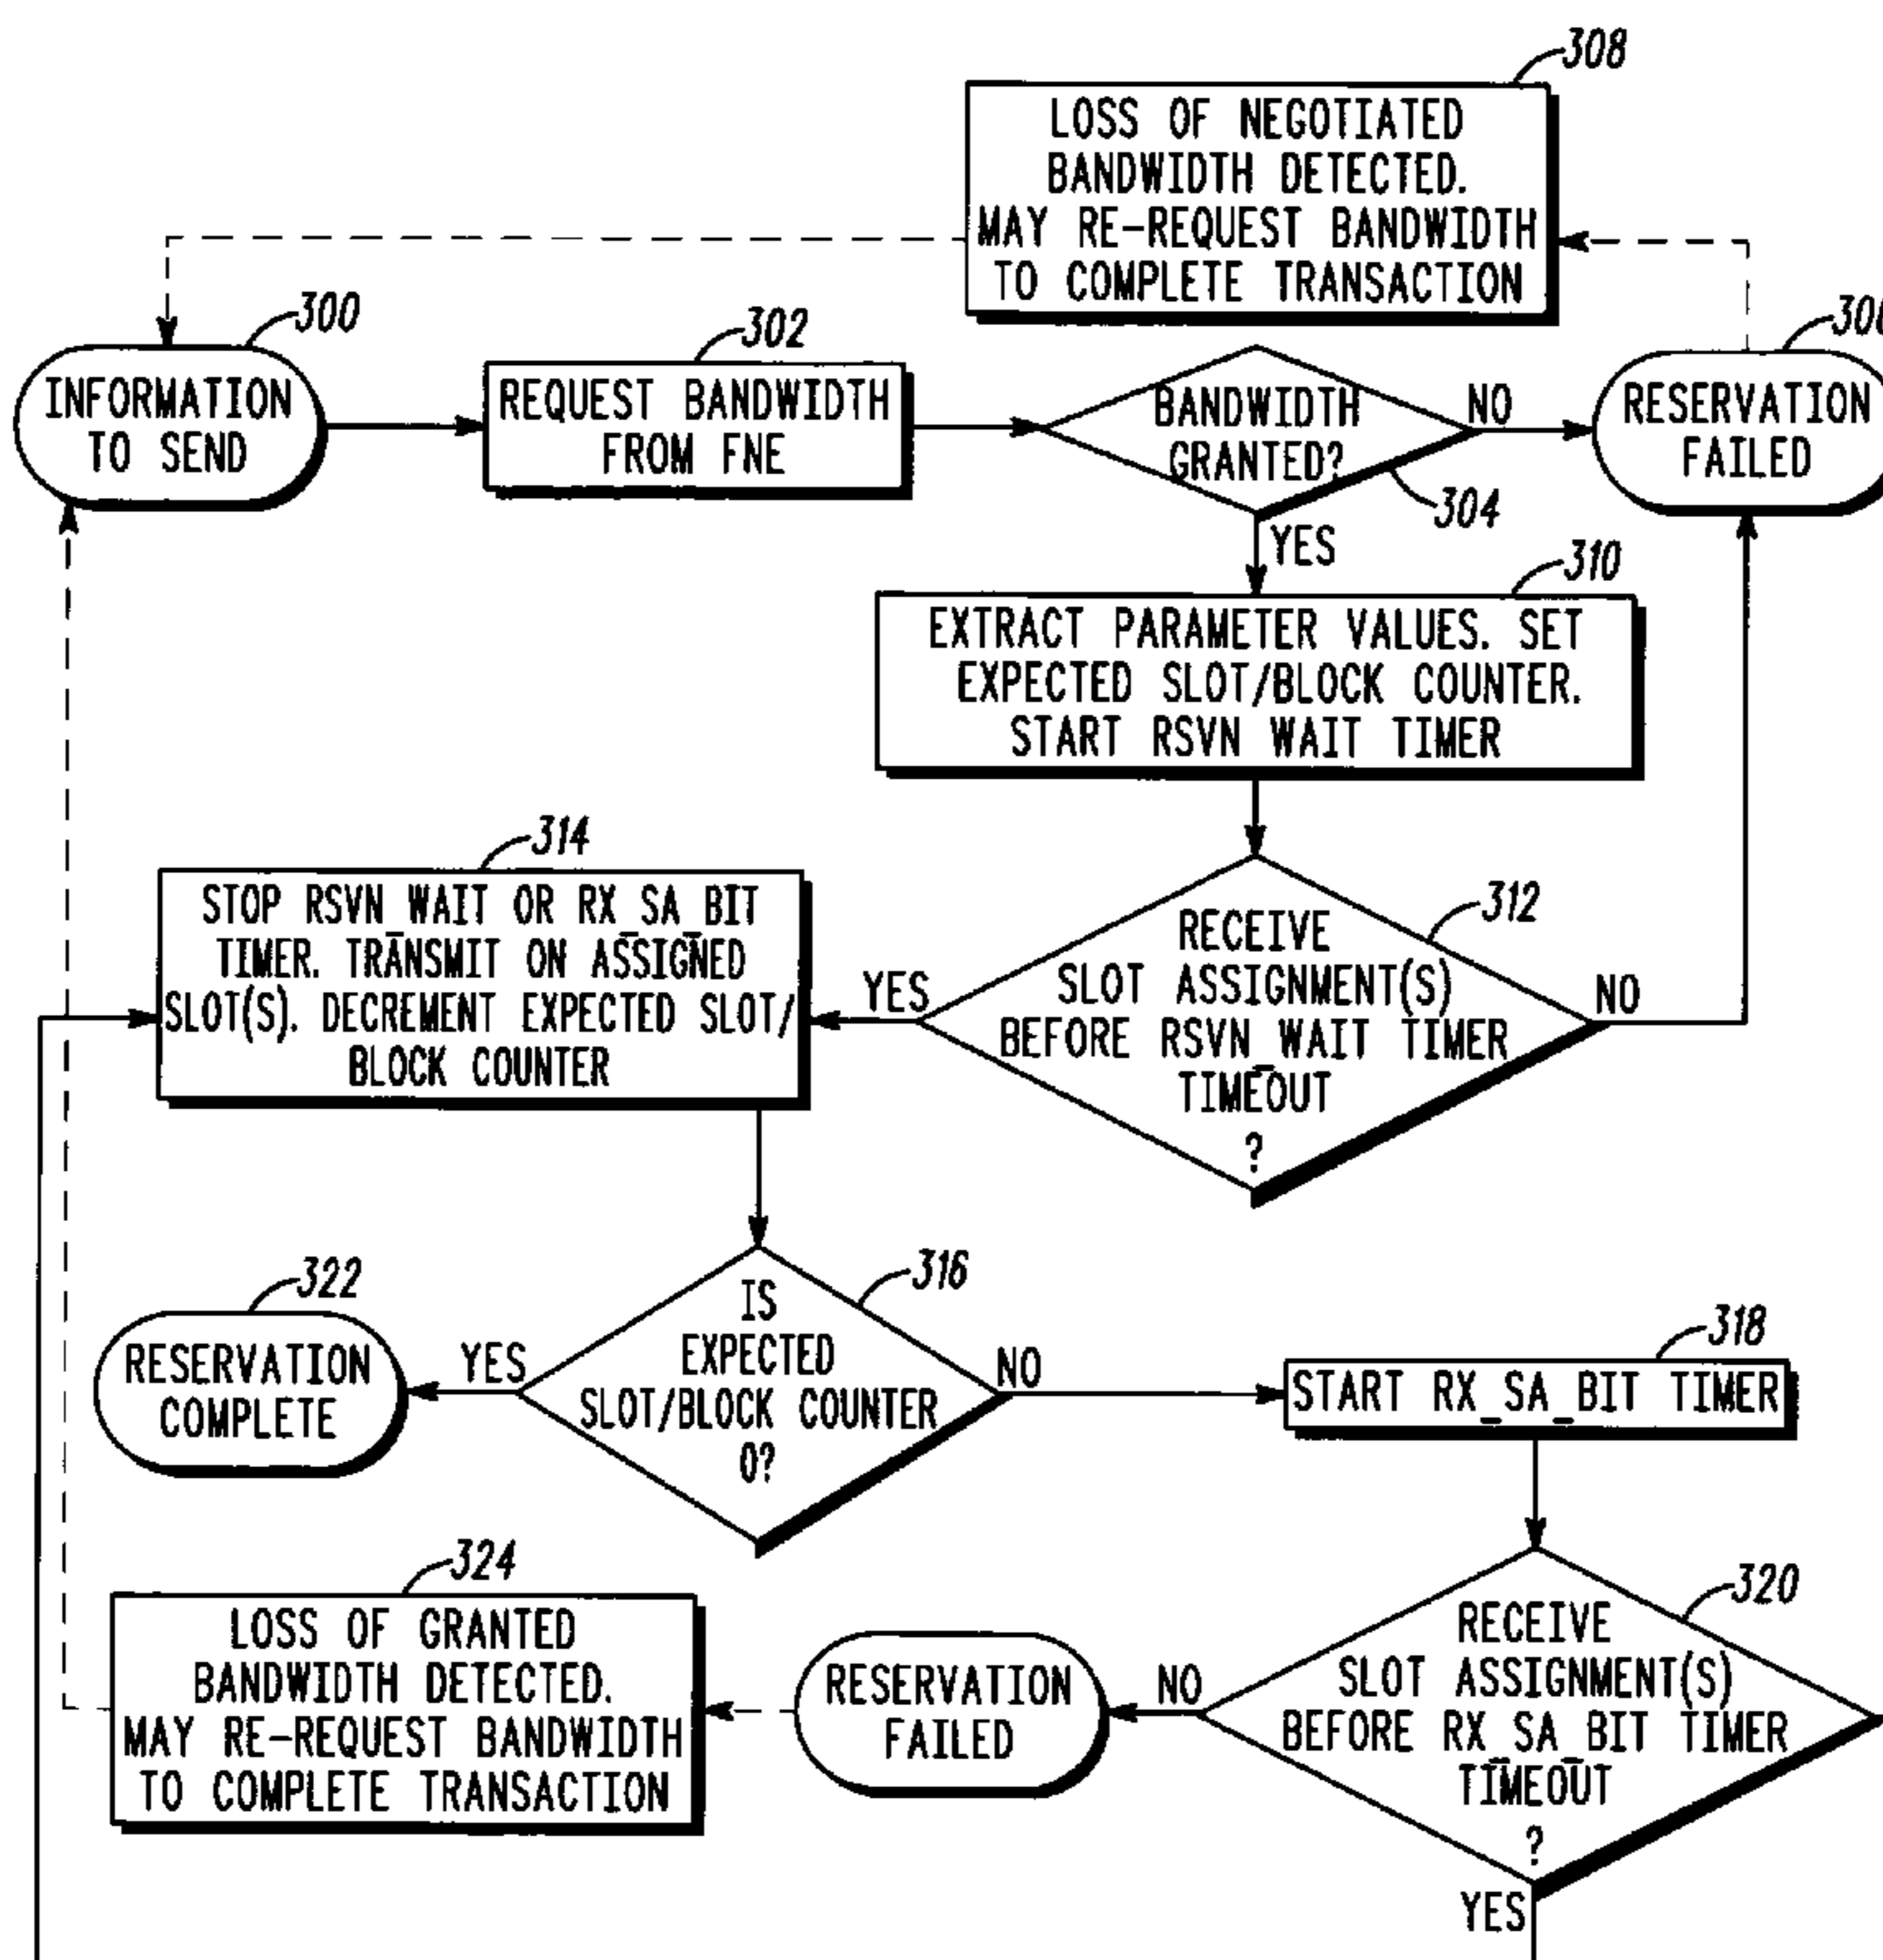 308
LOSS OF NEGOTIATED
BANDWIDTH DETECTED.
MAY RE-REQUEST BANDWIDTH
TO COMPLETE TRANSACTION
300
INFORMATION
TO SEND
302
REQUEST BANDWIDTH
FROM FNE
BANDWIDTH
GRANTED?
304
NO
YES
RESERVATION
FAILED
310
EXTRACT PARAMETER VALUES. SET
EXPECTED SLOT/BLOCK COUNTER.
START RSVN WAIT TIMER
312
RECEIVE
SLOT ASSIGNMENT(S)
BEFORE RSVN_WAIT TIMER
TIMEOUT
?
YES
NO
314
STOP RSVN_WAIT OR RX_SA_BIT
TIMER. TRANSMIT ON ASSIGNED
SLOT(S). DECREMENT EXPECTED SLOT/
BLOCK COUNTER
316
IS
EXPECTED
SLOT/BLOCK COUNTER
0?
YES
NO
322
RESERVATION
COMPLETE
318
START RX_SA_BIT TIMER
320
RECEIVE
SLOT ASSIGNMENT(S)
BEFORE RX_SA_BIT TIMER
TIMEOUT
?
NO
YES
RESERVATION
FAILED
324
LOSS OF GRANTED
BANDWIDTH DETECTED.
MAY RE-REQUEST BANDWIDTH
TO COMPLETE TRANSACTION